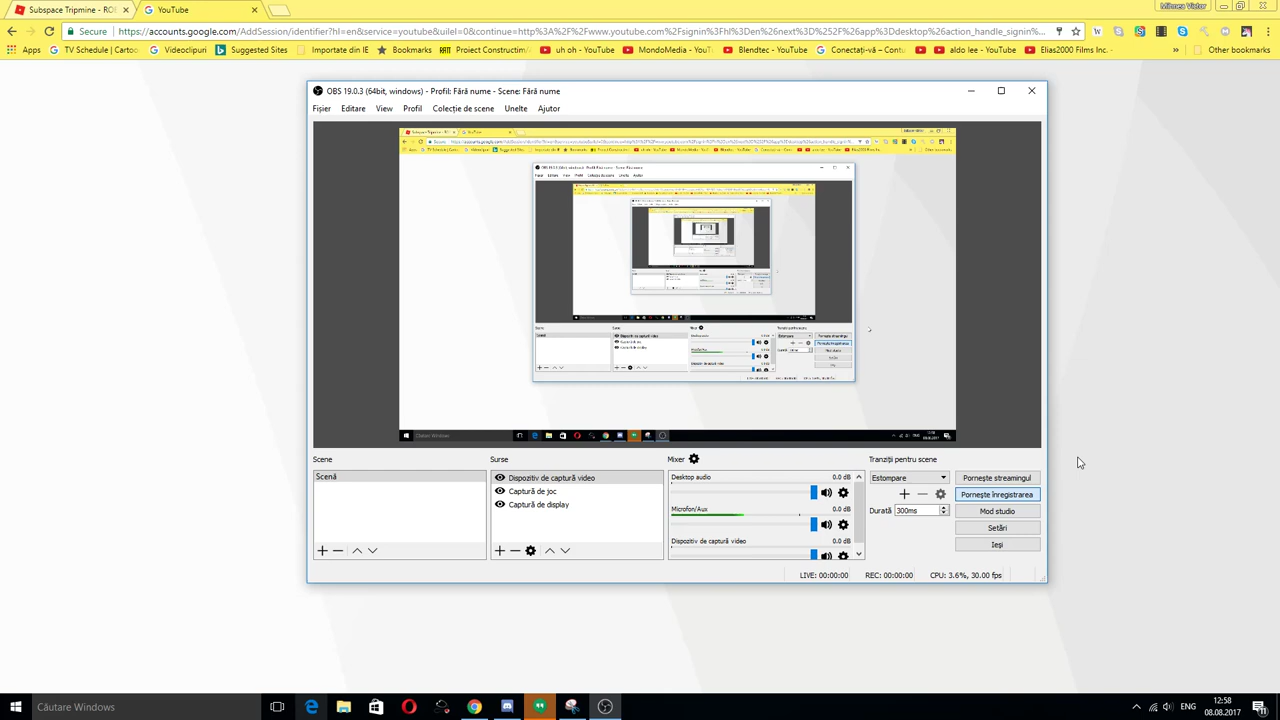 Subspace Tripmine - ROB
YouTube
Milmea Victor
Secure
https://accounts.google.com/AddSession/identifier?hl=en&service=youtube&uilel=0&continue=http%3A%2F%2Fwww.youtube.com%2Fsignin%3Fhl%3Den%26next%3D%252F%26app%3Ddesktop%26action_handle_signin%...
Apps
TV Schedule | Cartoo
Videoclipuri
Suggested Sites
Importate din IE
Bookmarks
Proiect Constructim/
uh oh - YouTube
MondoMedia - YouTu
Blendtec - YouTube
Conectați-vă – Contu
aldo lee - YouTube
Elias2000 Films Inc. -
Other bookmarks
OBS 19.0.3 (64bit, windows) - Profil: Fără nume - Scene: Fără nume
Fișier Editare View Profil Colecție de scene Unelte Ajutor
Scene
Scenă
Surse
Dispozitiv de captură video
Captură de joc
Captură de display
Mixer
Desktop audio 0.0 dB
Microfon/Aux 0.0 dB
Dispozitiv de captură video 0.0 dB
Tranziții pentru scene
Estompare
Durată 300ms
Pornește streamingul
Pornește înregistrarea
Mod studio
Setări
Ieși
LIVE: 00:00:00 REC: 00:00:00 CPU: 3.6%, 30.00 fps
Căutare Windows
ENG
12:58
08.08.2017